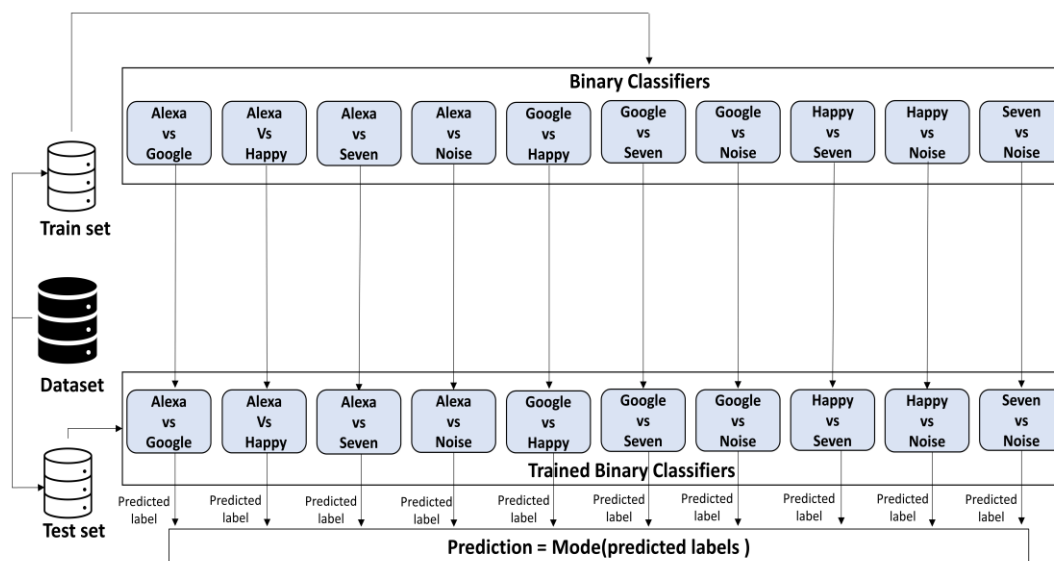 Binary Classifiers
Alexa
vs
Google
Alexa
Vs
Happy
Alexa
vs
Seven
Alexa
vs
Noise
Google
vs
Happy
Google
vs
Seven
Google
vs
Noise
Happy
vs
Seven
Happy
vs
Noise
Seven
vs
Noise
Train set
Dataset
Alexa
vs
Google
Alexa
Vs
Happy
Alexa
vs
Seven
Alexa
vs
Noise
Google
vs
Happy
Google
vs
Seven
Google
vs
Noise
Happy
vs
Seven
Happy
vs
Noise
Seven
vs
Noise
Trained Binary Classifiers
Test set
Predicted
label
Predicted
label
Predicted
label
Predicted
label
Predicted
label
Predicted
label
Predicted
label
Predicted
label
Predicted
label
Predicted
label
Prediction = Mode(predicted labels )